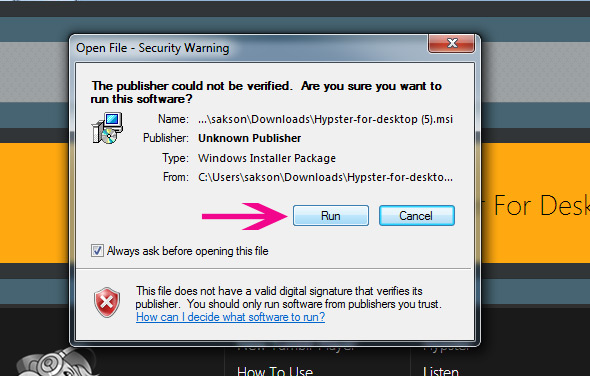 Open File - Security Warning
The publisher could not be verified. Are you sure you want to
run this software?
Name: ...\sakson\Downloads\Hypster-for-desktop (5).msi
Publisher: Unknown Publisher
Type: Windows Installer Package
From: C:\Users\sakson\Downloads\Hypster-for-deskto...
Run Cancel
For Desk
Always ask before opening this file
This file does not have a valid digital signature that verifies its
publisher. You should only run software from publishers you trust.
How can I decide what software to run?
New Tumblr Player Hypster
How To Use Listen